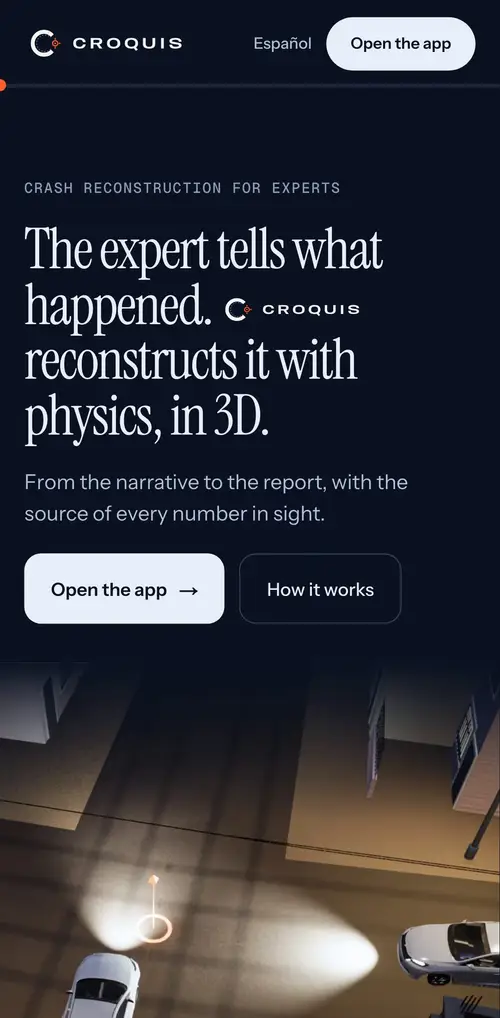 CROQUIS
Español
Open the app
CRASH RECONSTRUCTION FOR EXPERTS
The expert tells what
happened. CROQUIS
reconstructs it with
physics, in 3D.
From the narrative to the report, with the
source of every number in sight.
Open the app →
How it works